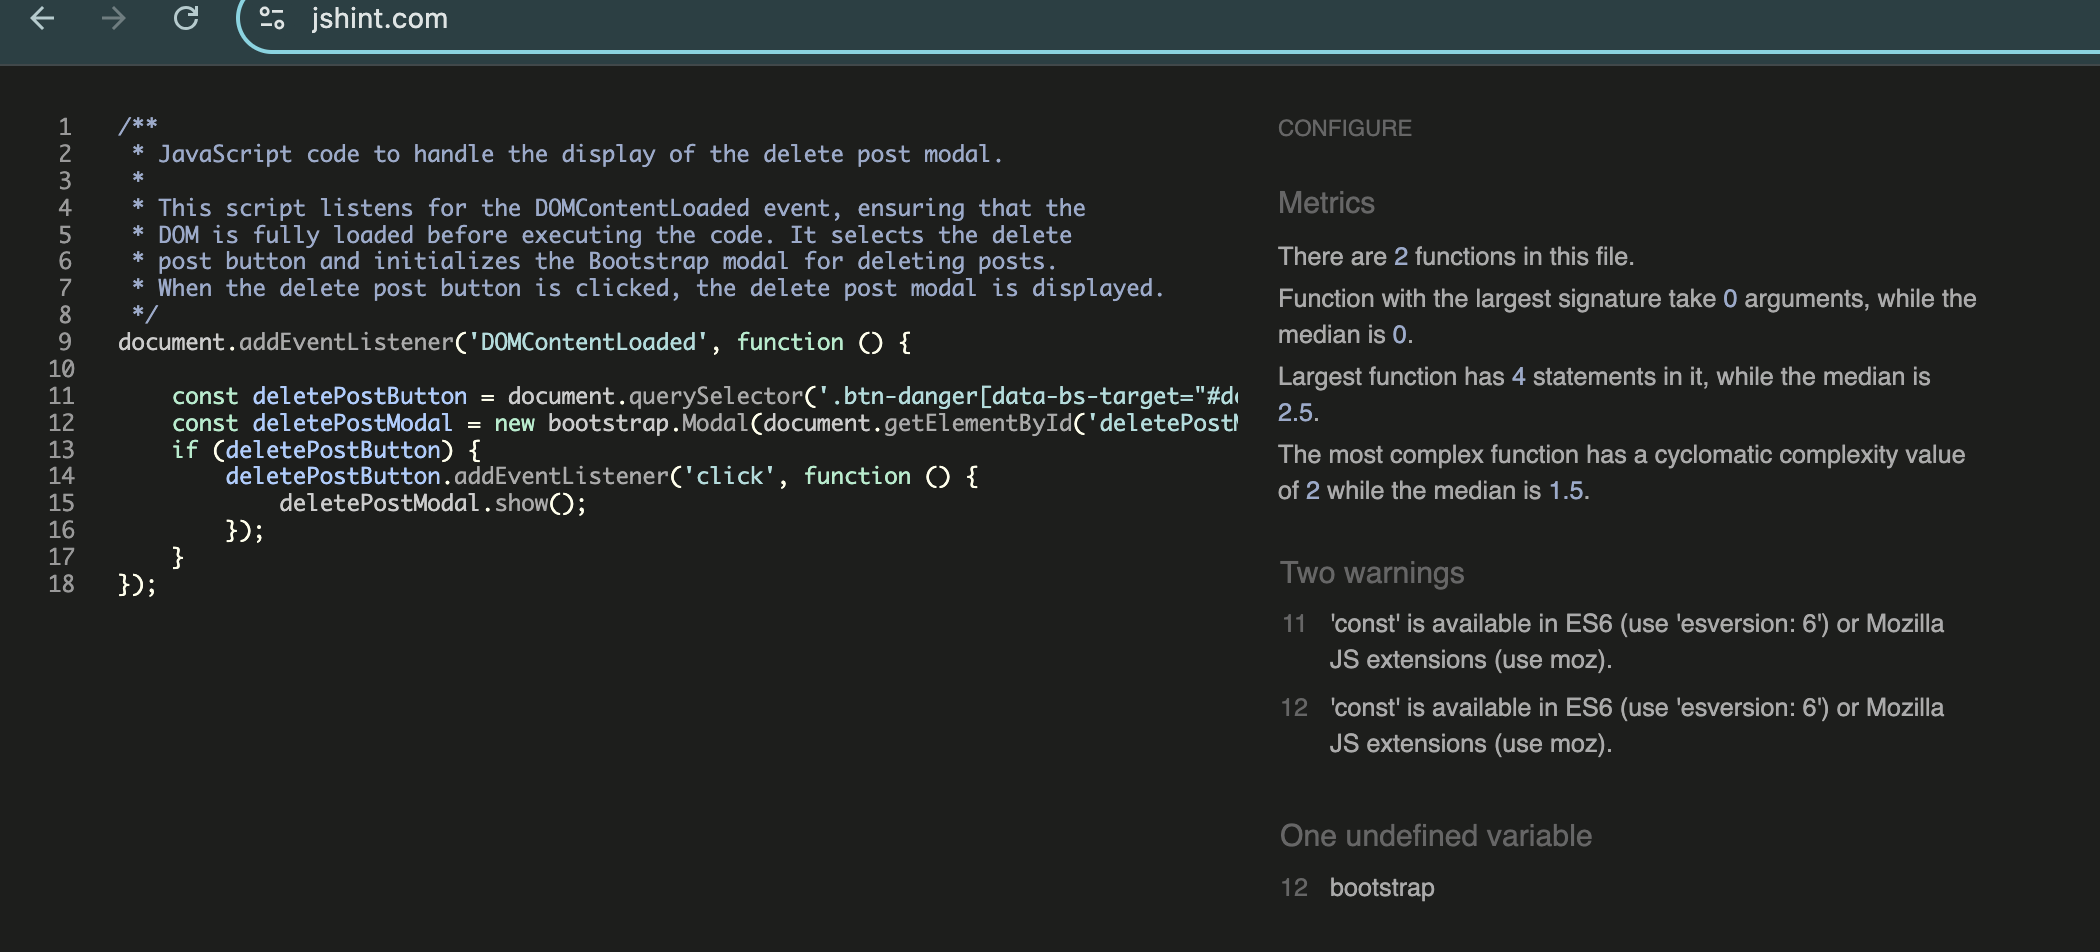 jshint.com
1 /**
2  * JavaScript code to handle the display of the delete post modal.
3  *
4  * This script listens for the DOMContentLoaded event, ensuring that the
5  * DOM is fully loaded before executing the code. It selects the delete
6  * post button and initializes the Bootstrap modal for deleting posts.
7  * When the delete post button is clicked, the delete post modal is displayed.
8  */
9 document.addEventListener('DOMContentLoaded', function () {
10
11     const deletePostButton = document.querySelector('.btn-danger[data-bs-target="#d
12     const deletePostModal = new bootstrap.Modal(document.getElementById('deletePost
13     if (deletePostButton) {
14         deletePostButton.addEventListener('click', function () {
15             deletePostModal.show();
16         });
17     }
18 });
CONFIGURE
Metrics
There are 2 functions in this file.
Function with the largest signature take 0 arguments, while the
median is 0.
Largest function has 4 statements in it, while the median is
2.5.
The most complex function has a cyclomatic complexity value
of 2 while the median is 1.5.
Two warnings
11 'const' is available in ES6 (use 'esversion: 6') or Mozilla
JS extensions (use moz).
12 'const' is available in ES6 (use 'esversion: 6') or Mozilla
JS extensions (use moz).
One undefined variable
12 bootstrap